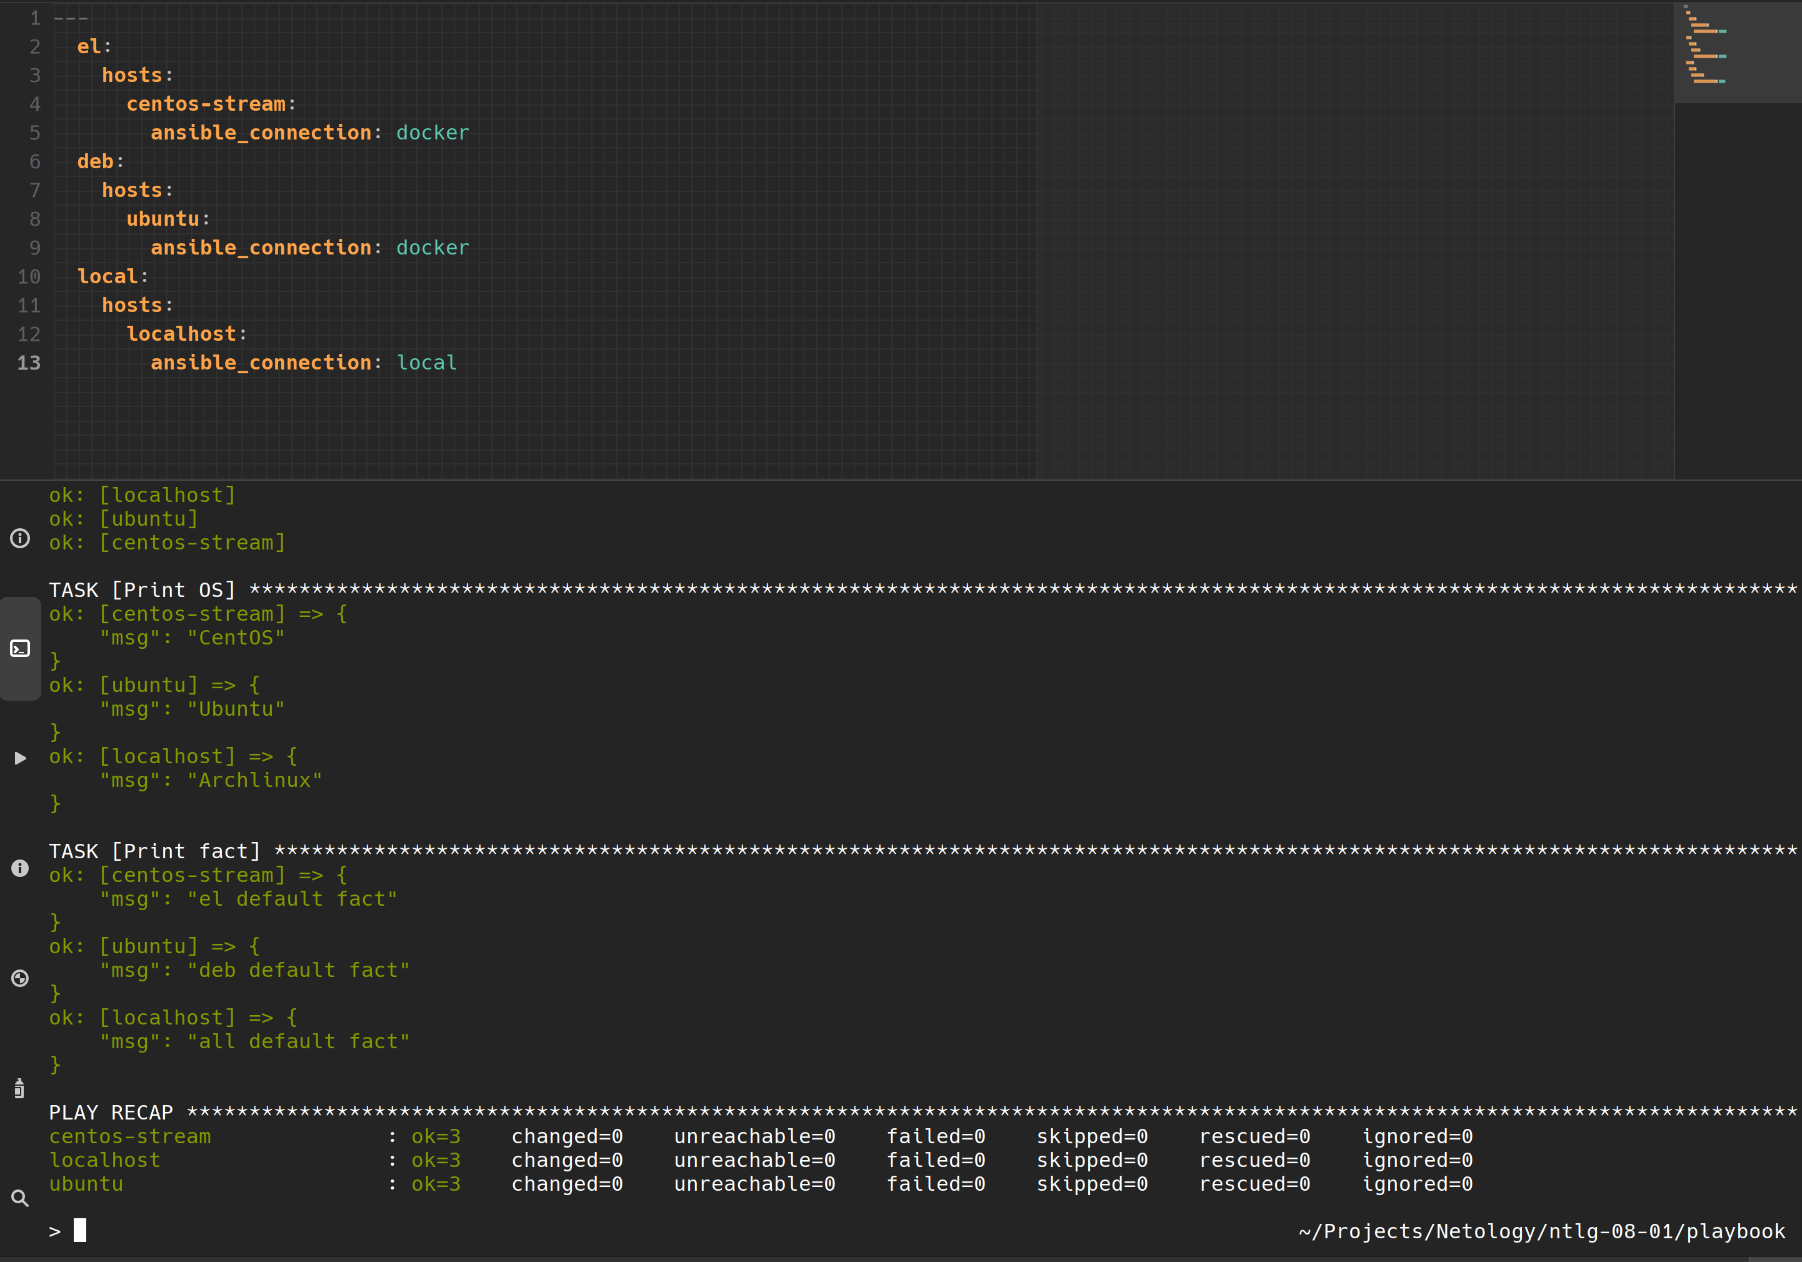 1 ---
2   el:
3     hosts:
4       centos-stream:
5         ansible_connection: docker
6   deb:
7     hosts:
8       ubuntu:
9         ansible_connection: docker
10   local:
11     hosts:
12       localhost:
13         ansible_connection: local
ok: [localhost]
ok: [ubuntu]
ok: [centos-stream]
TASK [Print OS] ****************************************************************************************************************************
ok: [centos-stream] => {
    "msg": "CentOS"
}
ok: [ubuntu] => {
    "msg": "Ubuntu"
}
ok: [localhost] => {
    "msg": "Archlinux"
}
TASK [Print fact] **************************************************************************************************************************
ok: [centos-stream] => {
    "msg": "el default fact"
}
ok: [ubuntu] => {
    "msg": "deb default fact"
}
ok: [localhost] => {
    "msg": "all default fact"
}
PLAY RECAP *********************************************************************************************************************************
centos-stream              : ok=3    changed=0    unreachable=0    failed=0    skipped=0    rescued=0    ignored=0
localhost                  : ok=3    changed=0    unreachable=0    failed=0    skipped=0    rescued=0    ignored=0
ubuntu                     : ok=3    changed=0    unreachable=0    failed=0    skipped=0    rescued=0    ignored=0
> ~/Projects/Netology/ntlg-08-01/playbook